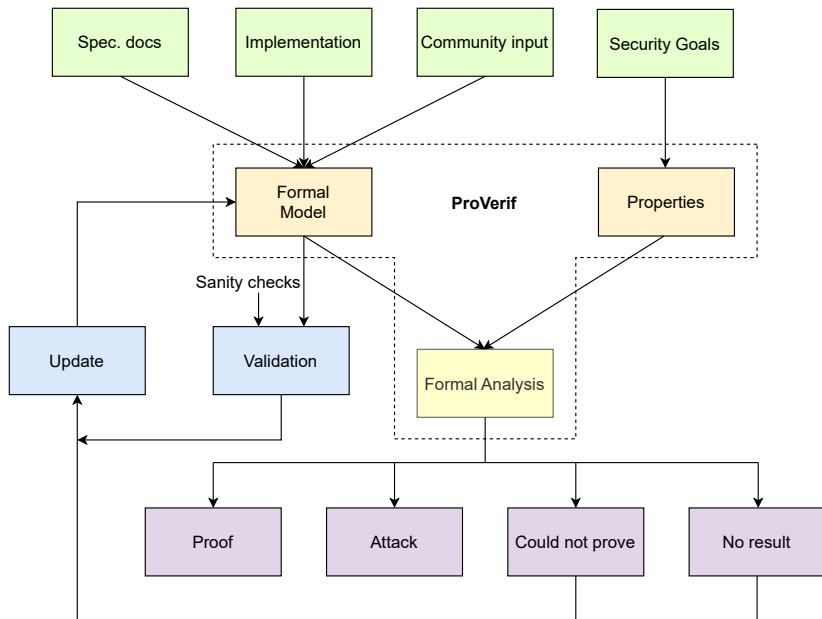 Spec. docs
Implementation
Community input
Security Goals
Formal
Model
ProVerif
Properties
Sanity checks
Update
Validation
Formal Analysis
Proof
Attack
Could not prove
No result